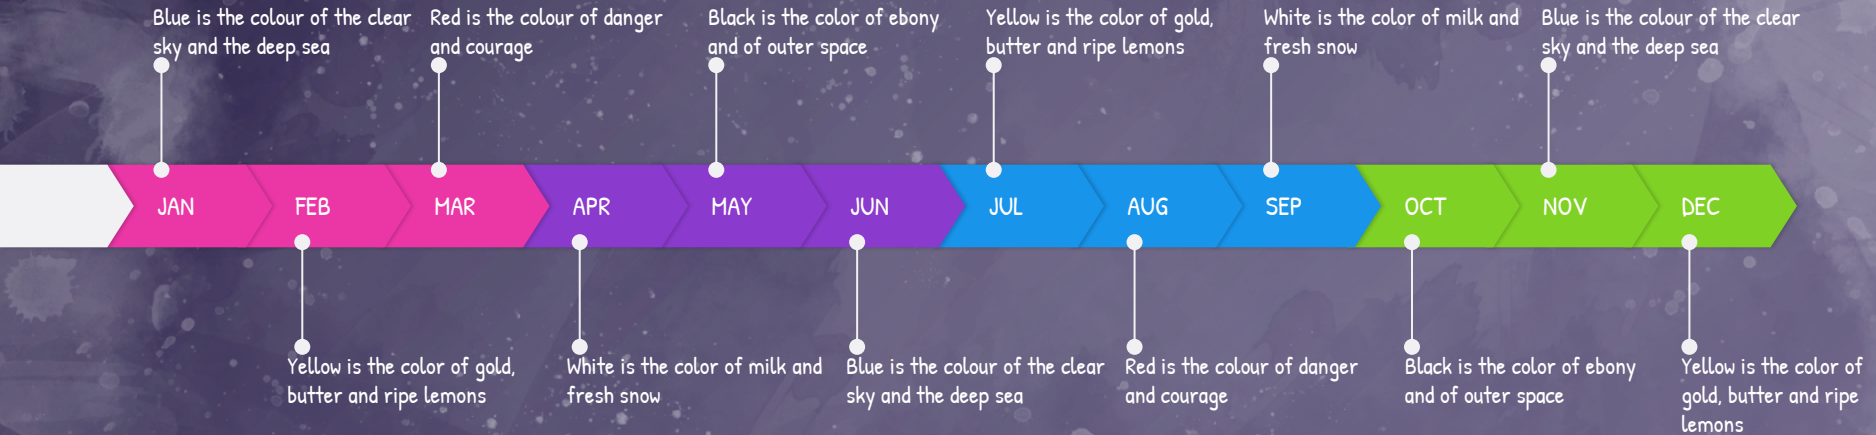 Blue is the colour of the clear
sky and the deep sea
Red is the colour of danger
and courage
Black is the color of ebony
and of outer space
Yellow is the color of gold,
butter and ripe lemons
White is the color of milk and
fresh snow
Blue is the colour of the clear
sky and the deep sea
JAN
FEB
MAR
APR
MAY
JUN
JUL
AUG
SEP
OCT
NOV
DEC
Yellow is the color of gold,
butter and ripe lemons
White is the color of milk and
fresh snow
Blue is the colour of the clear
sky and the deep sea
Red is the colour of danger
and courage
Black is the color of ebony
and of outer space
Yellow is the color of
gold, butter and ripe
lemons